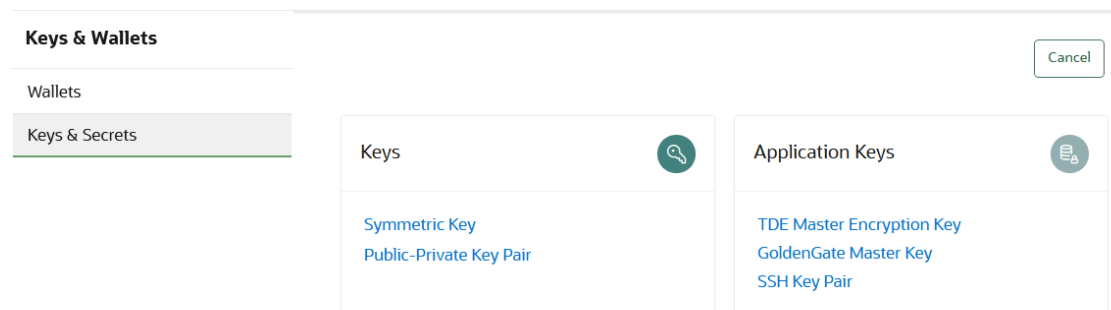 Keys & Wallets
Wallets
Keys & Secrets
Cancel
Keys
Symmetric Key
Public-Private Key Pair
Application Keys
TDE Master Encryption Key
GoldenGate Master Key
SSH Key Pair